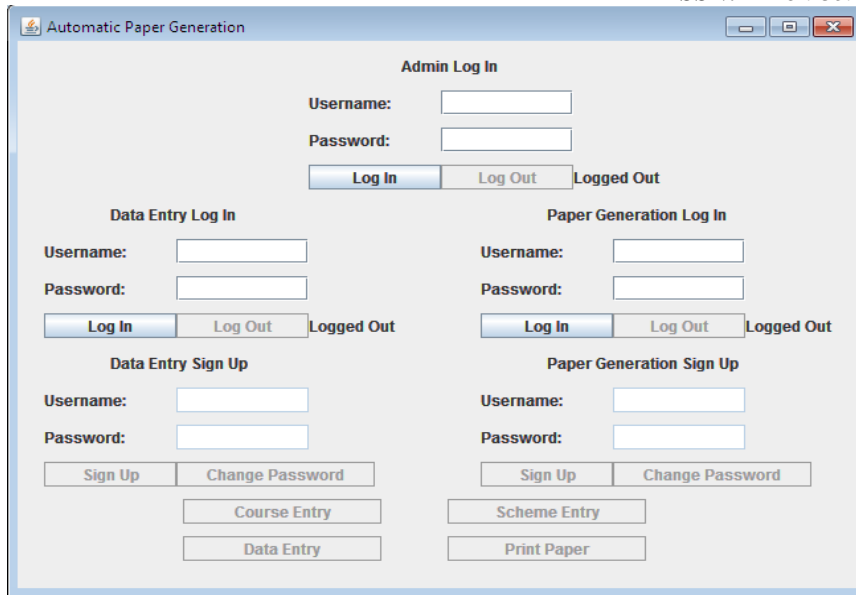 Automatic Paper Generation
Admin Log In
Username:
Password:
Log In Log Out Logged Out
Data Entry Log In
Username:
Password:
Log In Log Out Logged Out
Paper Generation Log In
Username:
Password:
Log In Log Out Logged Out
Data Entry Sign Up
Username:
Password:
Sign Up Change Password
Paper Generation Sign Up
Username:
Password:
Sign Up Change Password
Course Entry Scheme Entry
Data Entry Print Paper